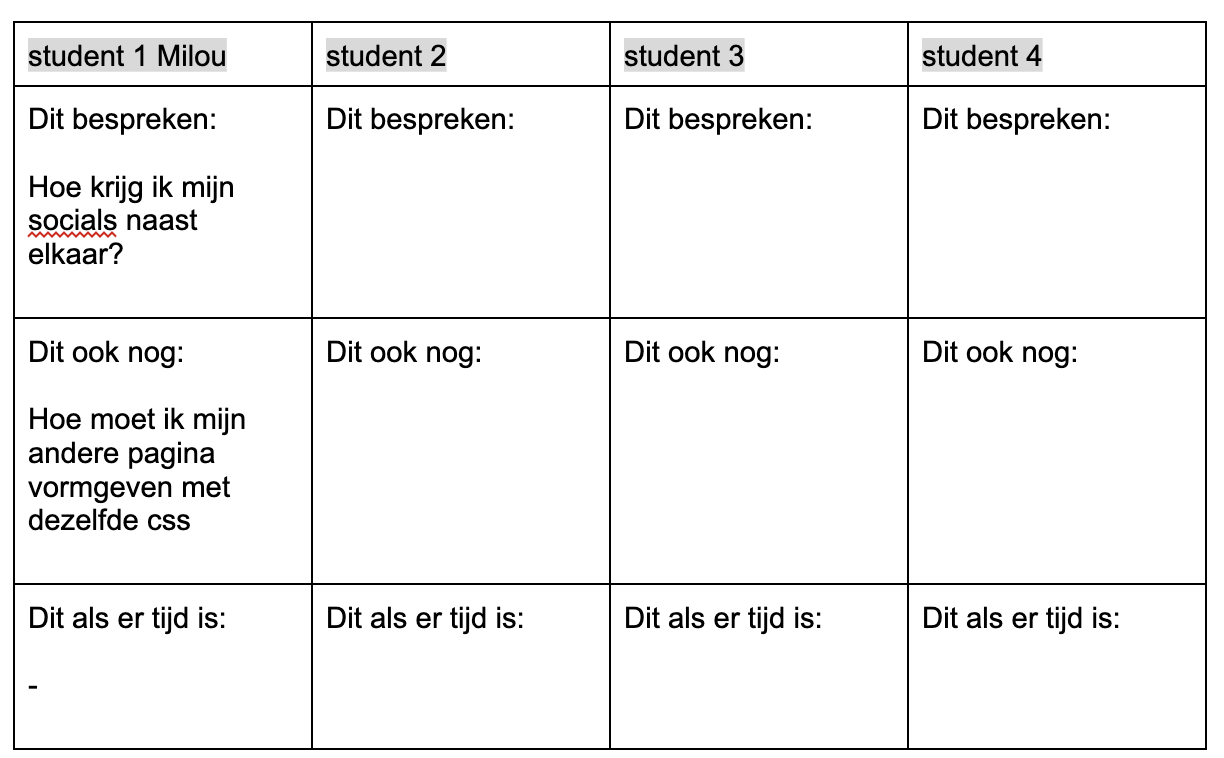 student 1 Milou
student 2
student 3
student 4
Dit bespreken:
Hoe krijg ik mijn
socials naast
elkaar?
Dit bespreken:
Dit bespreken:
Dit bespreken:
Dit ook nog:
Hoe moet ik mijn
andere pagina
vormgeven met
dezelfde css
Dit ook nog:
Dit ook nog:
Dit ook nog:
Dit als er tijd is:
-
Dit als er tijd is:
Dit als er tijd is:
Dit als er tijd is: